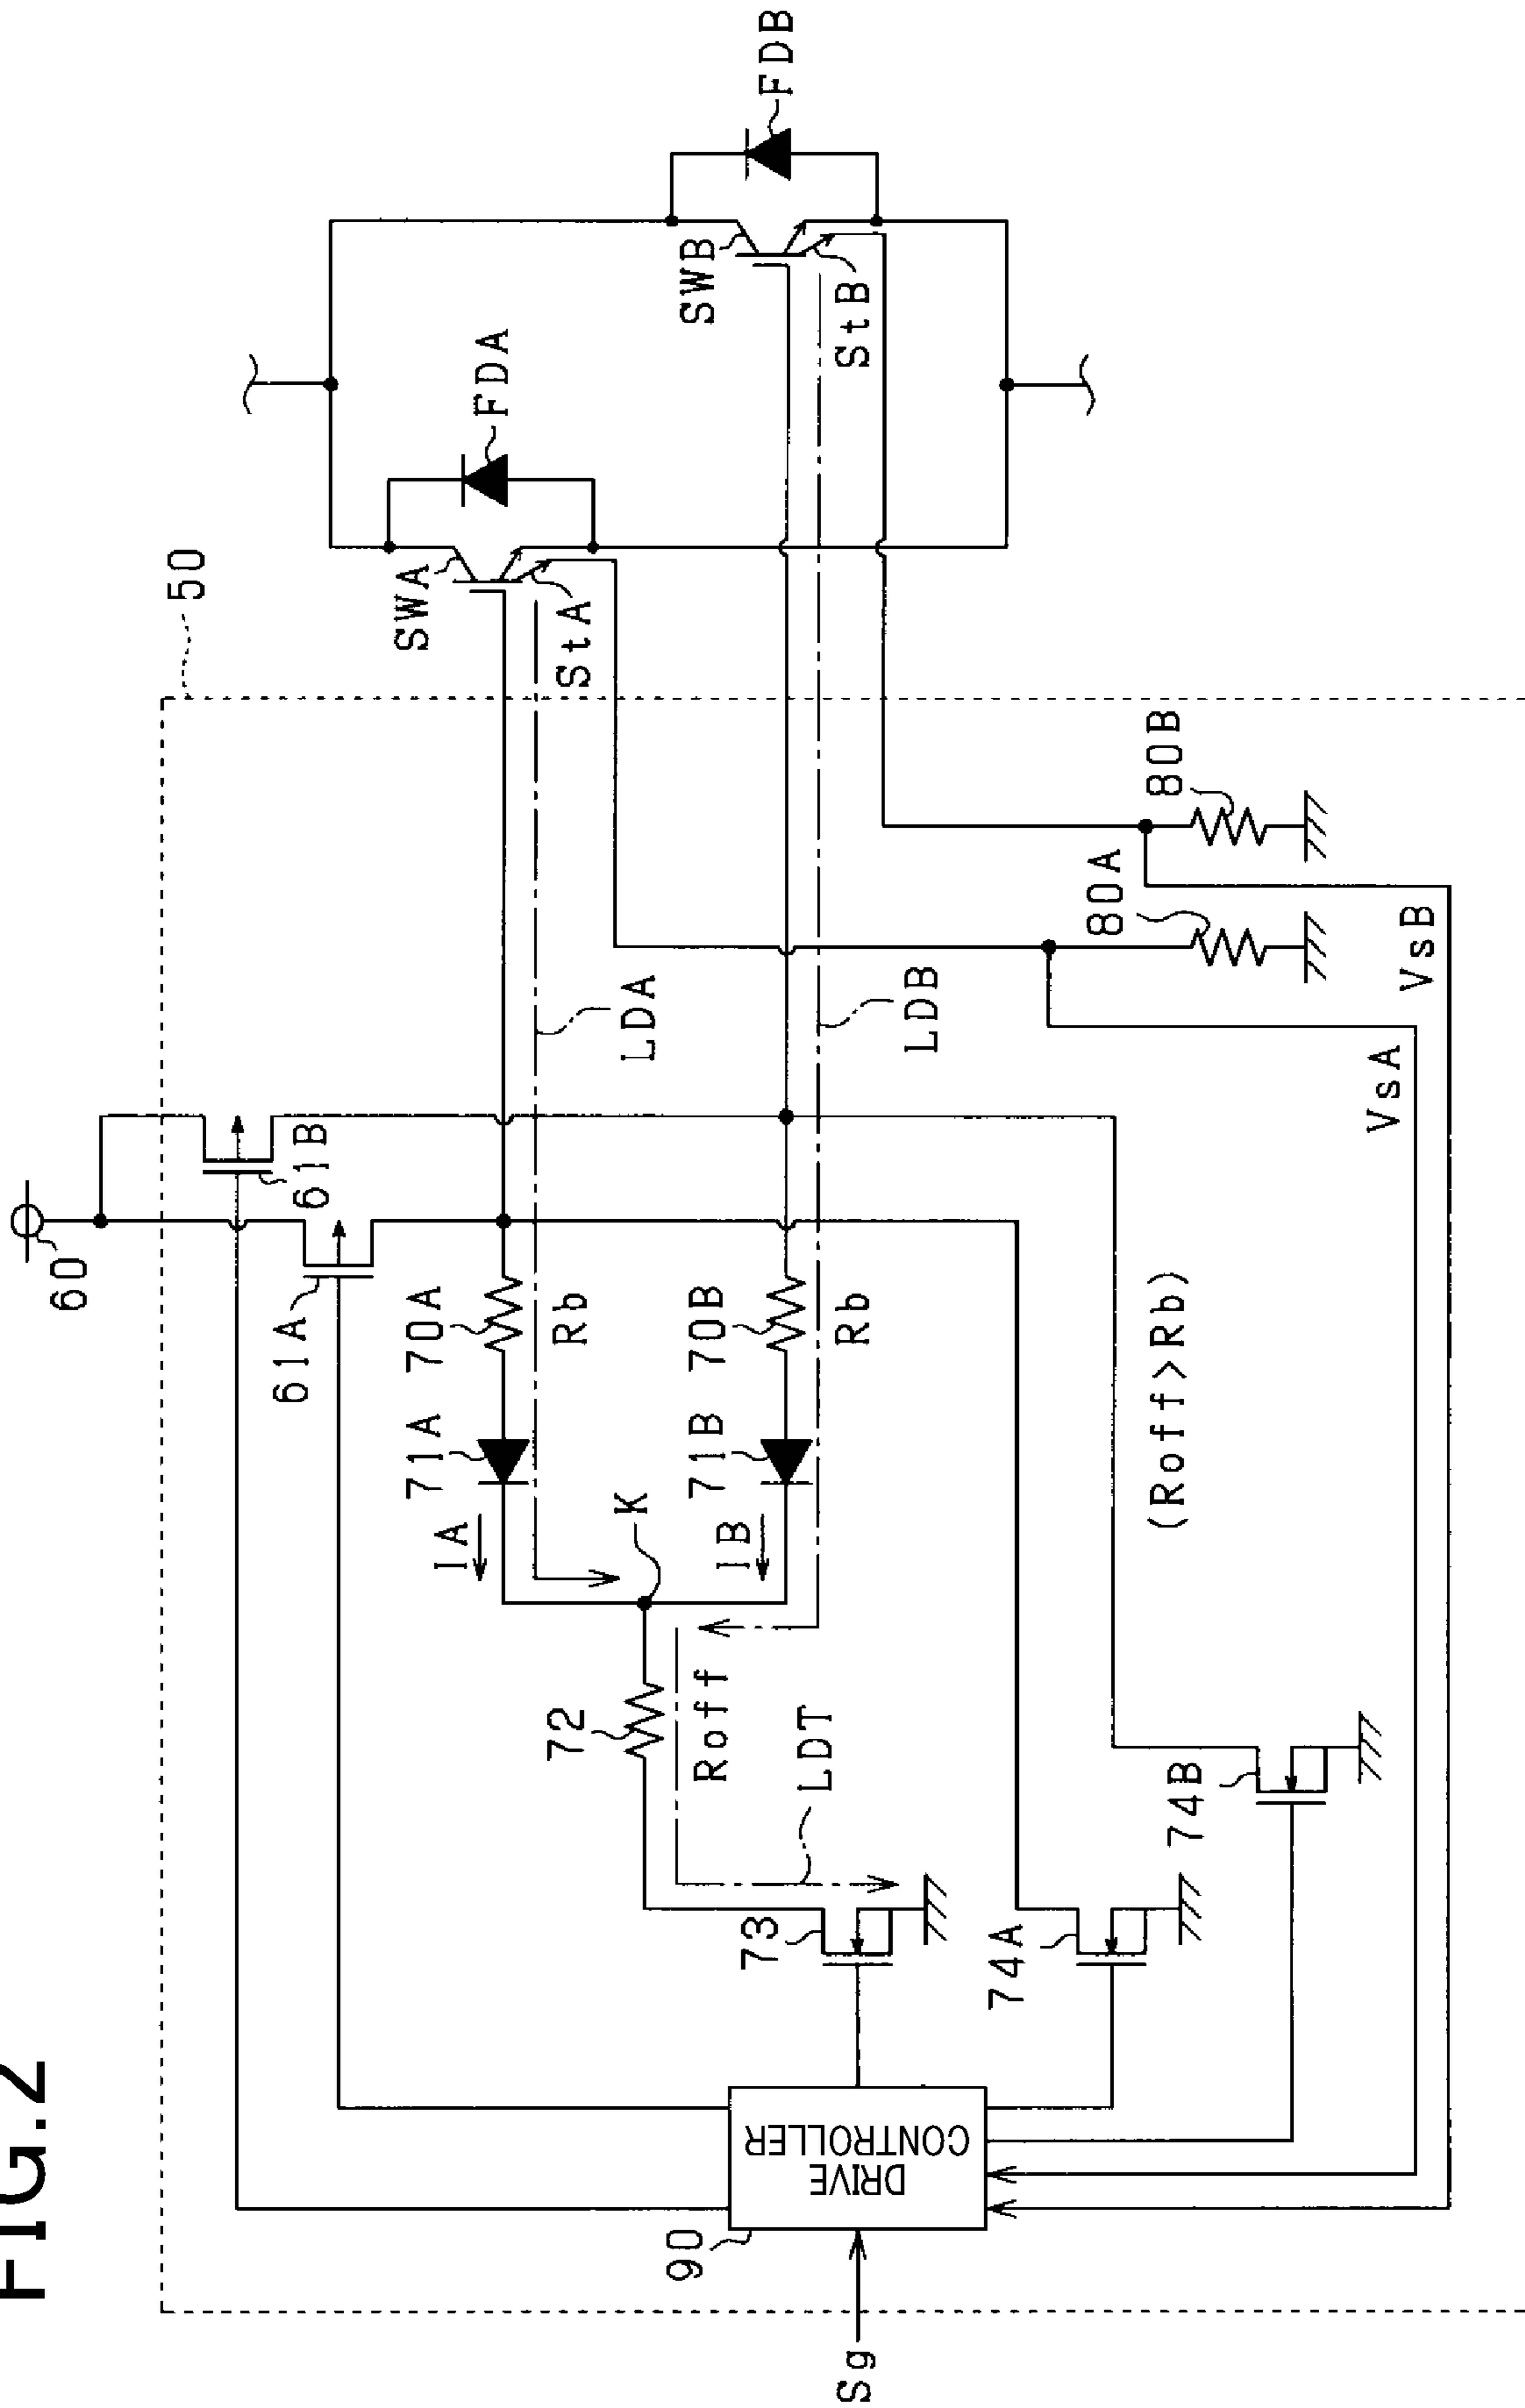 FIG.2
60
50
61B
61A
SWA
FDA
StA
SWB
FDB
StB
71A
70A
IA
Rb
LDA
K
72
Roff
71B
70B
IB
Rb
LDB
LDT
73
90
DRIVE
CONTROLLER
Sg
74A
74B
(Roff>Rb)
80A
80B
VsA
VsB